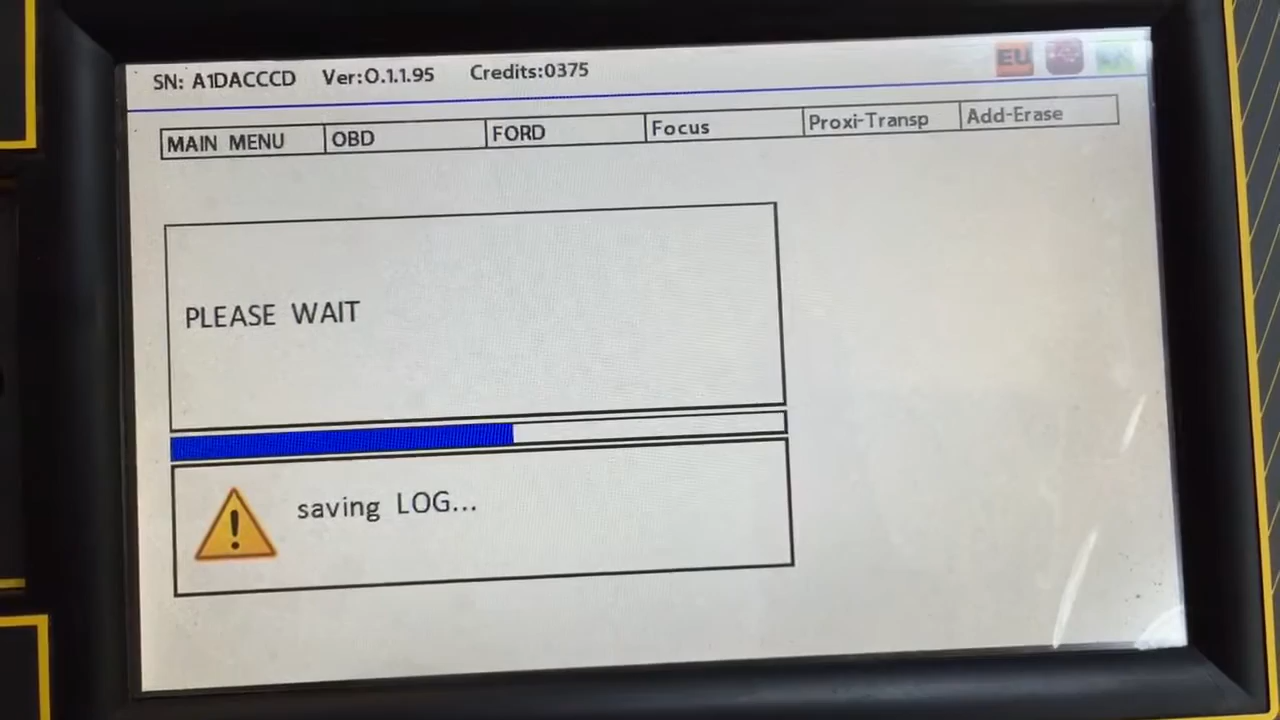 SN: A1DACCCD Ver:0.1.1.95 Credits:0375 EU
MAIN MENU OBD FORD Focus Proxi-Transp Add-Erase
PLEASE WAIT
saving LOG...